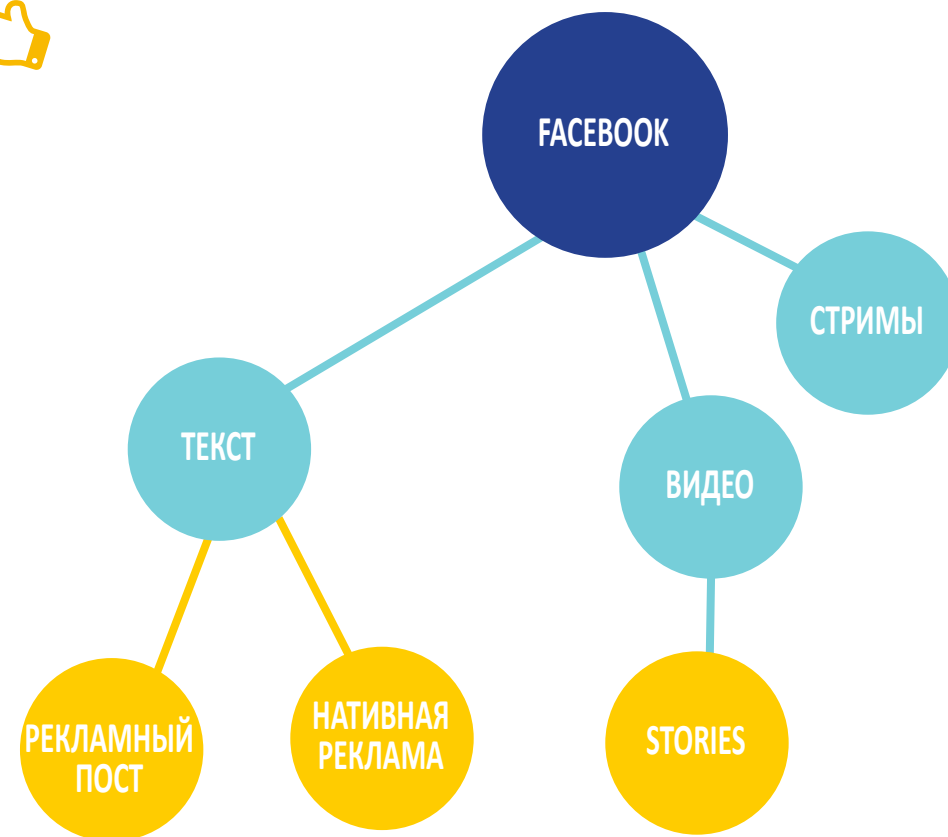 FACEBOOK
СТРИМЫ
ТЕКСТ
ВИДЕО
РЕКЛАМНЫЙ
ПОСТ
НАТИВНАЯ
РЕКЛАМА
STORIES